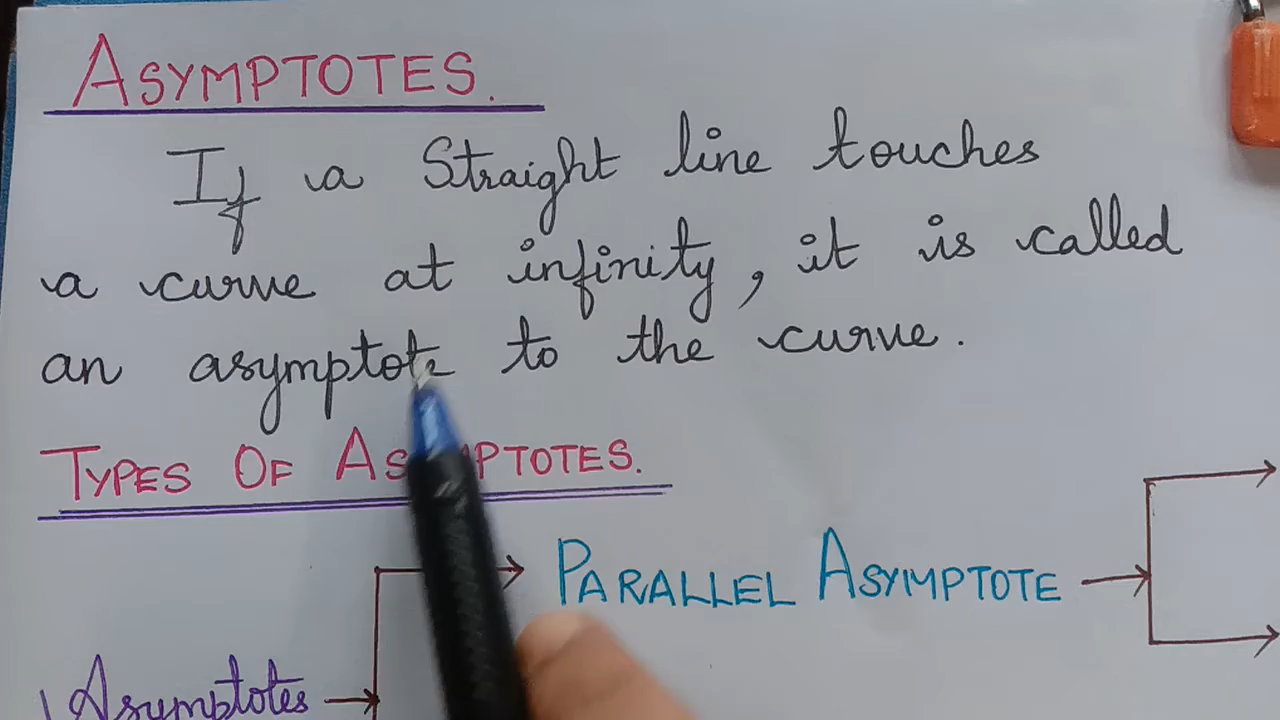 ASYMPTOTES.
If a straight line touches
a curve at infinity, it is called
an asymptote to the curve.
TYPES OF ASYMPTOTES.
PARALLEL ASYMPTOTE
Asymptotes